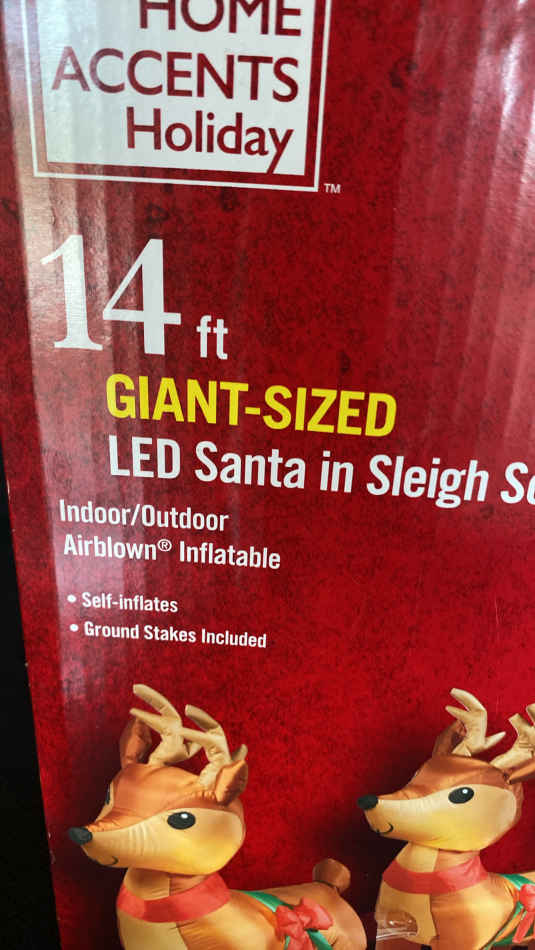 HOME
ACCENTS
Holiday
TM
14 ft
GIANT-SIZED
LED Santa in Sleigh
Indoor/Outdoor
Airblown® Inflatable
• Self-inflates
• Ground Stakes Included